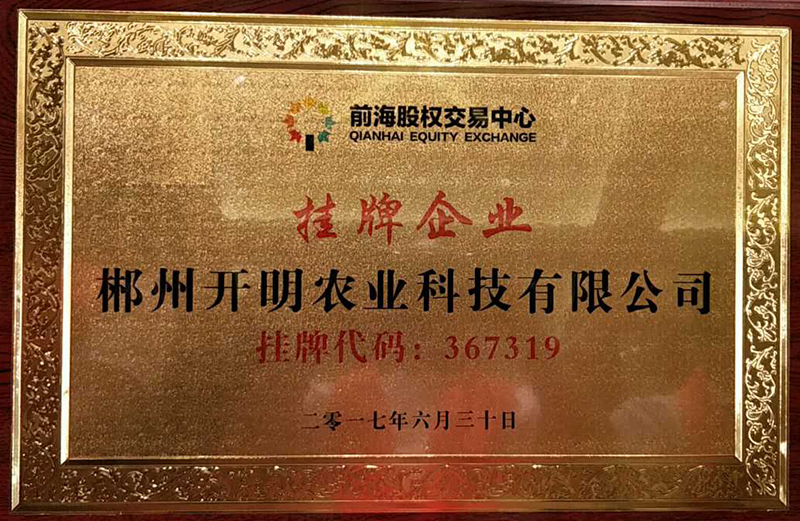 前海股权交易中心
QIANHAI EQUITY EXCHANGE
挂牌企业
郴州开明农业科技有限公司
挂牌代码：367319
二零一七年六月三十日